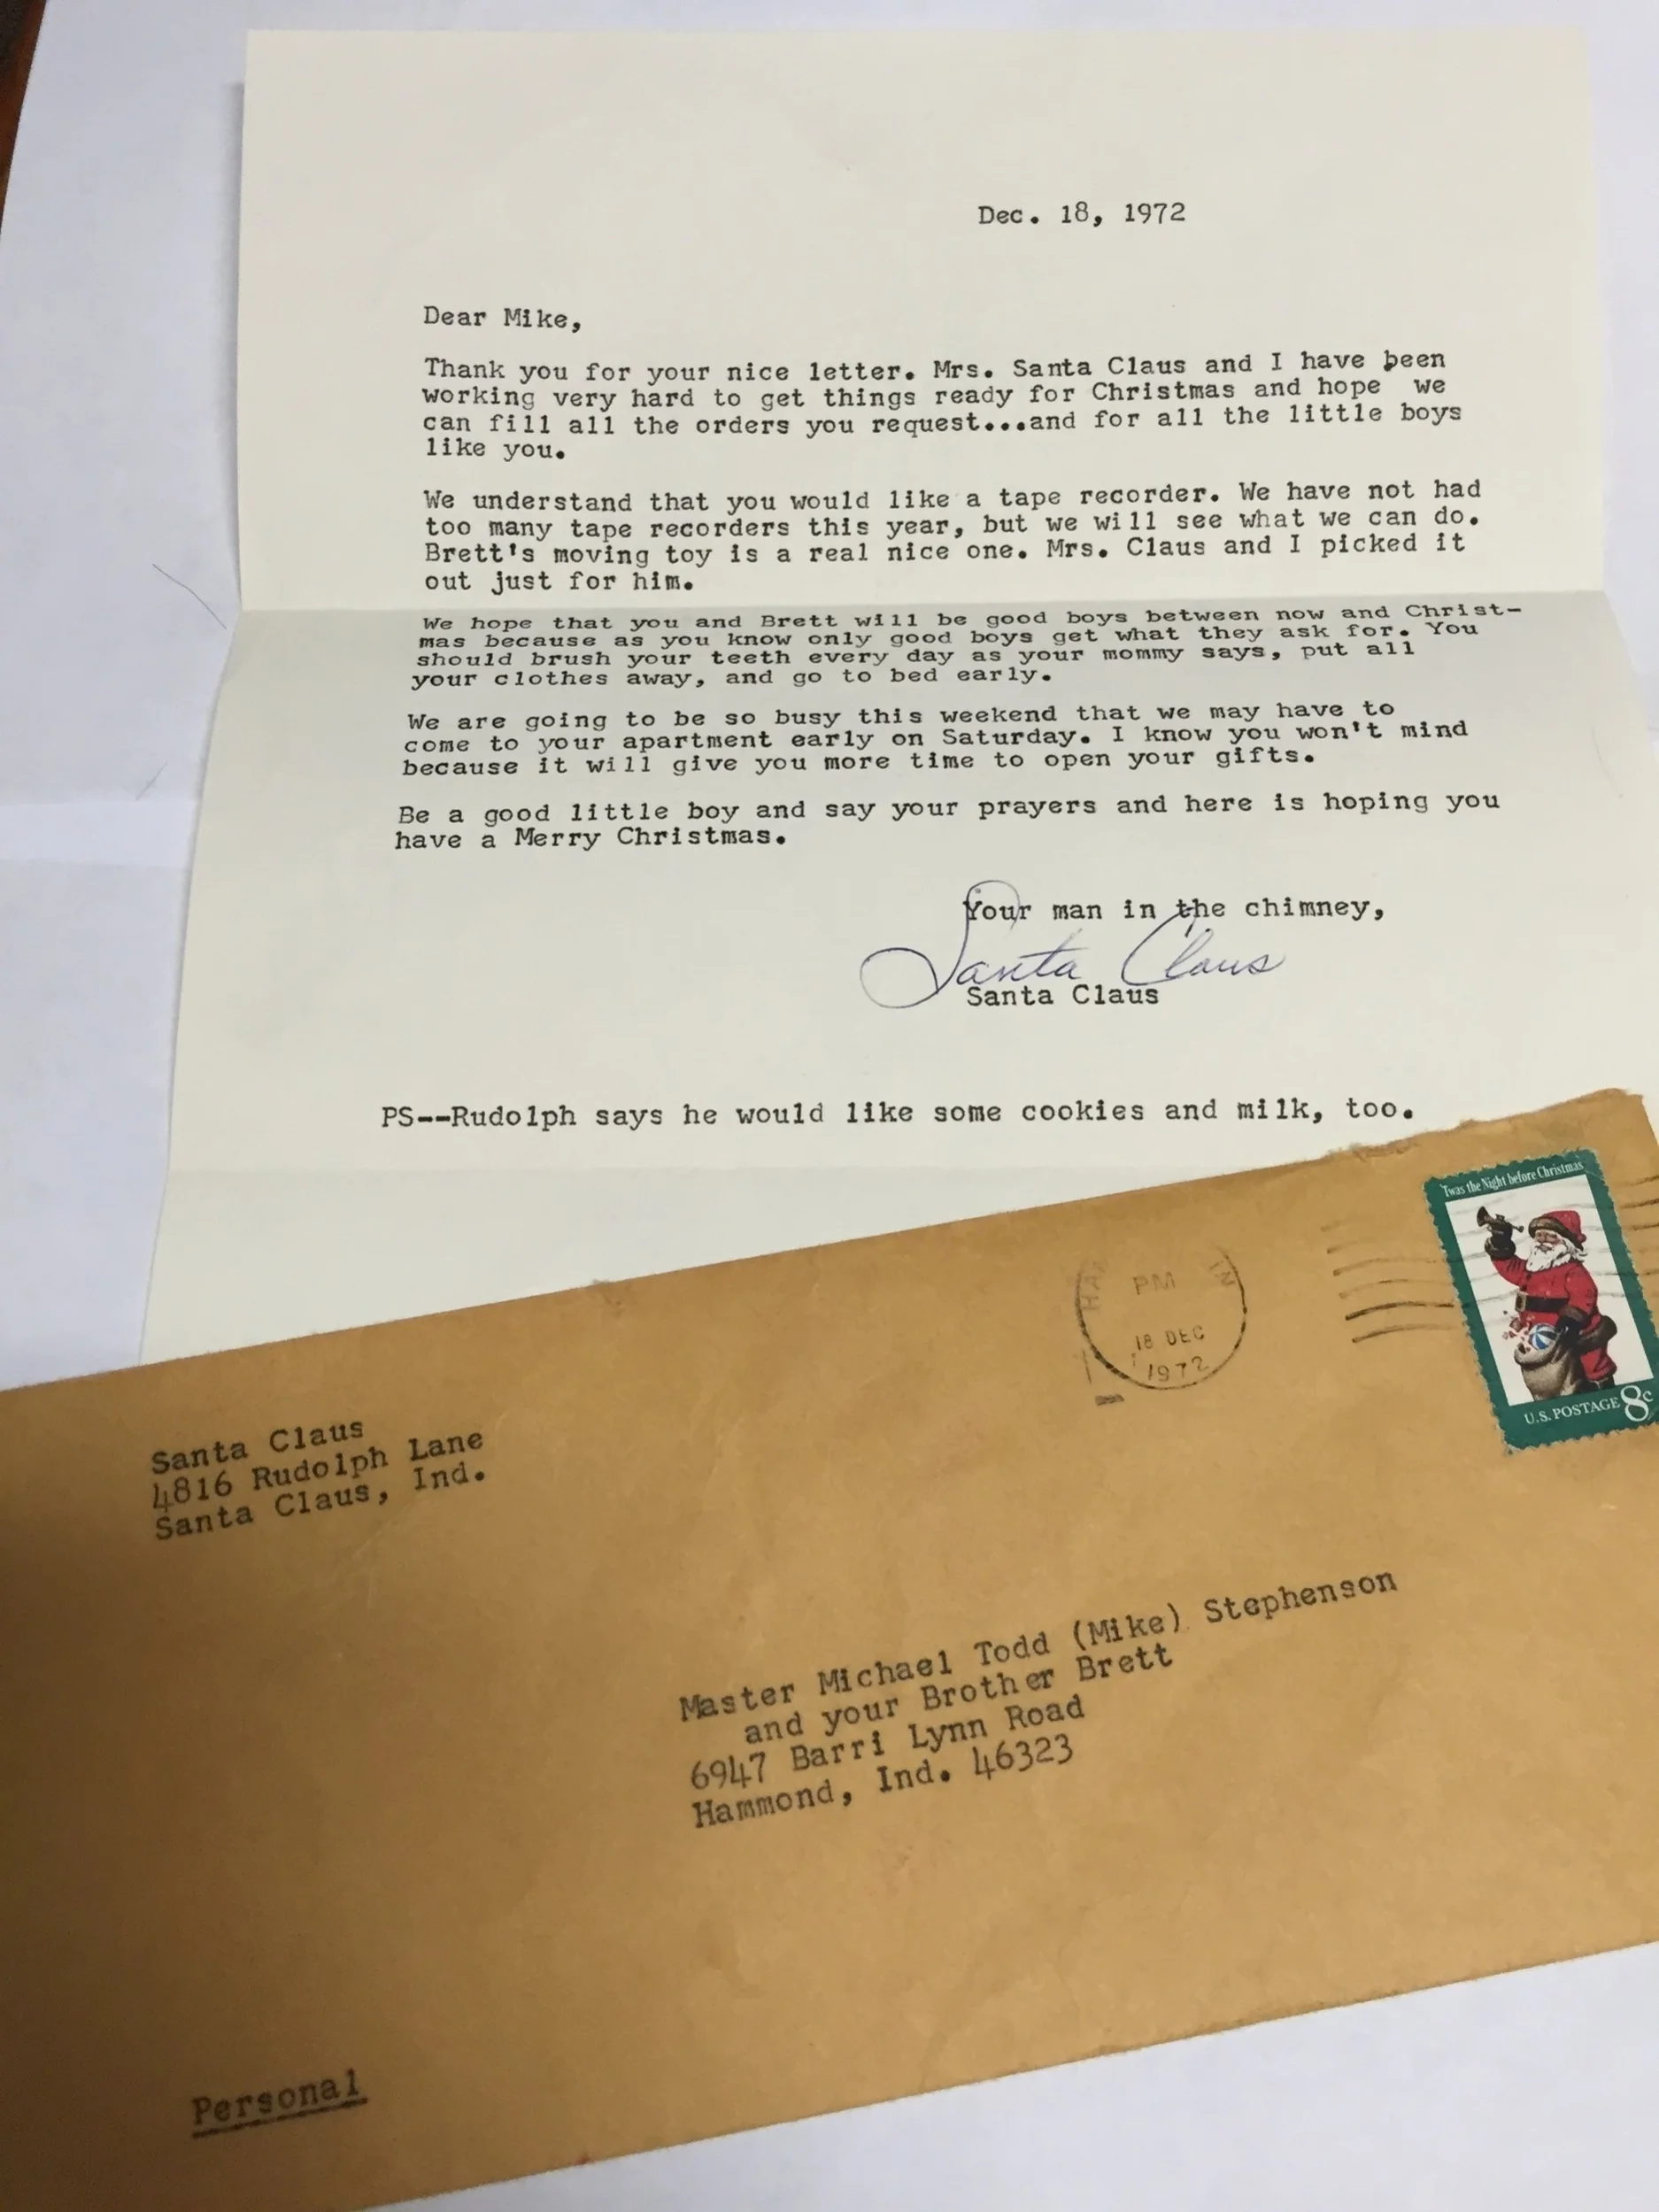 Dec. 18, 1972
Dear Mike,
Thank you for your nice letter. Mrs. Santa Claus and I have been
working very hard to get things ready for Christmas and hope we
can fill all the orders you request...and for all the little boys
like you.
We understand that you would like a tape recorder. We have not had
too many tape recorders this year, but we will see what we can do.
Brett's moving toy is a real nice one. Mrs. Claus and I picked it
out just for him.
We hope that you and Brett will be good boys between now and Christ-
mas because as you know only good boys get what they ask for. You
should brush your teeth every day as your mommy says, put all
your clothes away, and go to bed early.
We are going to be so busy this weekend that we may have to
come to your apartment early on Saturday. I know you won't mind
because it will give you more time to open your gifts.
Be a good little boy and say your prayers and here is hoping you
have a Merry Christmas.
Your man in the chimney,
Santa Claus
Santa Claus
PS--Rudolph says he would like some cookies and milk, too.
'Twas the Night before Christmas
U.S. POSTAGE 8c
IN
PM
18 DEC
1972
Santa Claus
4816 Rudolph Lane
Santa Claus, Ind.
Master Michael Todd (Mike) Stephenson
and your Brother Brett
6947 Barri Lynn Road
Hammond, Ind. 46323
Personal